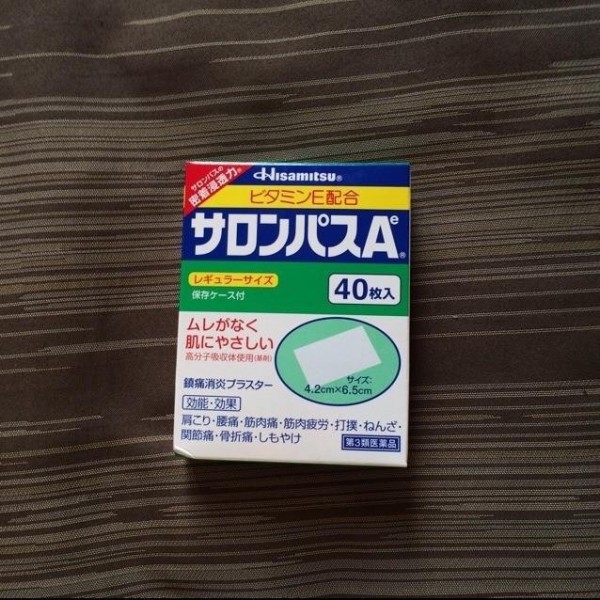 サロンパスの
密着浸透力®
Hisamitsu®
ビタミンE配合
サロンパスAe®
レギュラーサイズ
保存ケース付
40枚入
ムレがなく
肌にやさしい
高分子吸収体使用(基剤)
サイズ:
4.2cm×6.5cm
鎮痛消炎プラスター
効能・効果
肩こり・腰痛・筋肉痛・筋肉疲労・打撲・ねんざ・
関節痛・骨折痛・しもやけ
第3類医薬品